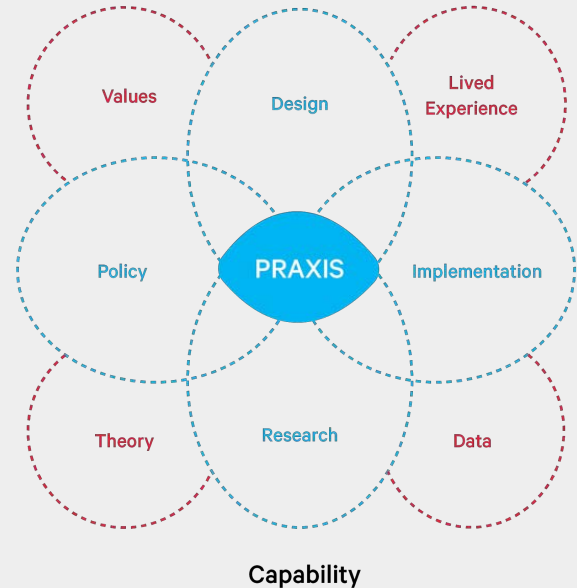 Values
Design
Lived
Experience
Policy
PRAXIS
Implementation
Theory
Research
Data
Capability